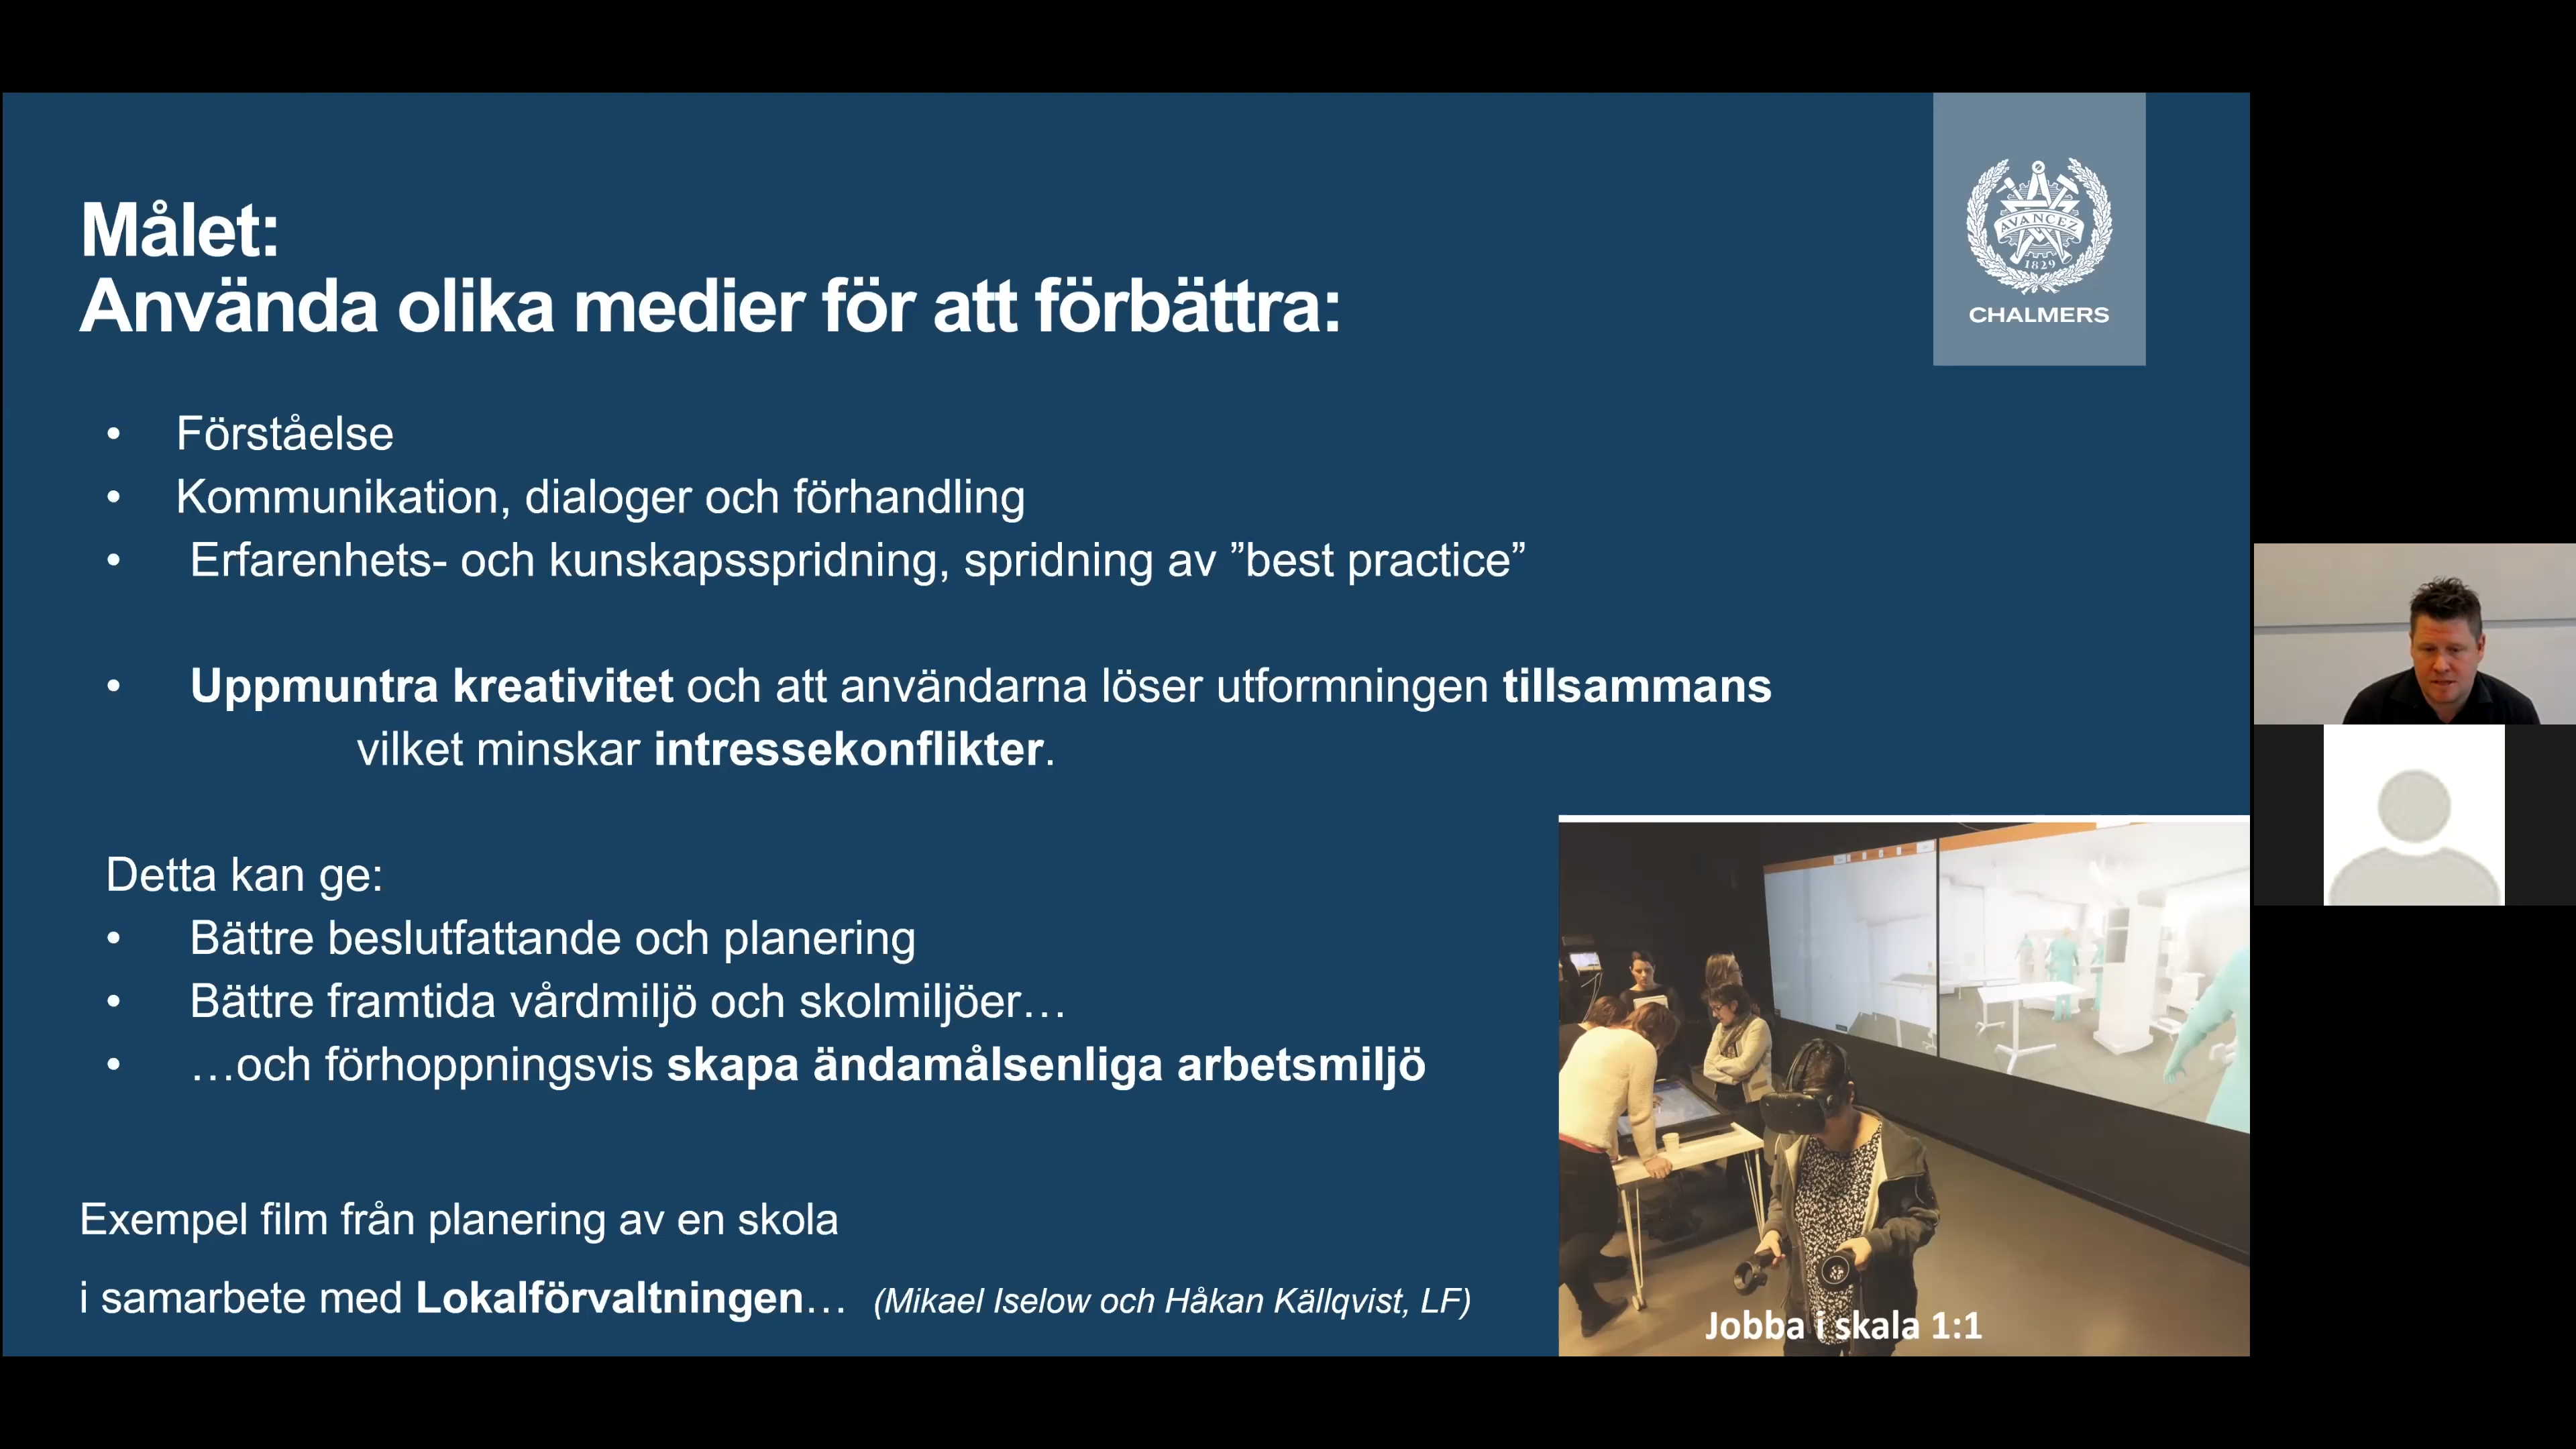 Målet:
Använda olika medier för att förbättra:
AVANCEZ
1829
CHALMERS
• Förståelse
• Kommunikation, dialoger och förhandling
• Erfarenhets- och kunskapsspridning, spridning av ”best practice”
• Uppmuntra kreativitet och att användarna löser utformningen tillsammans
vilket minskar intressekonflikter.
Detta kan ge:
• Bättre beslutfattande och planering
• Bättre framtida vårdmiljö och skolmiljöer…
• …och förhoppningsvis skapa ändamålsenliga arbetsmiljö
Exempel film från planering av en skola
i samarbete med Lokalförvaltningen… (Mikael Iselow och Håkan Källqvist, LF)
Jobba i skala 1:1